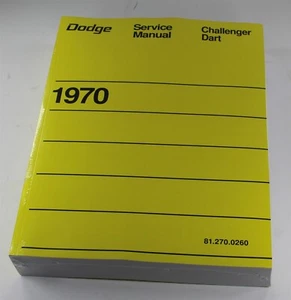 Dodge
Service
Manual
Challenger
Dart
1970
81.270.0260